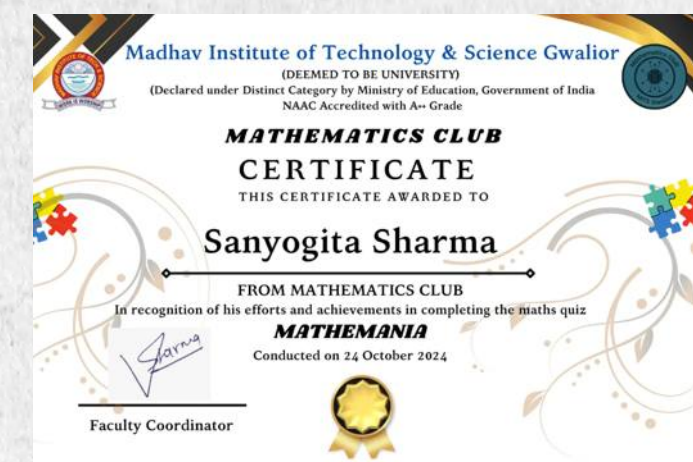 Madhav Institute of Technology & Science Gwalior
(DEEMED TO BE UNIVERSITY)
(Declared under Distinct Category by Ministry of Education, Government of India
NAAC Accredited with A++ Grade
MATHEMATICS CLUB
CERTIFICATE
THIS CERTIFICATE AWARDED TO
Sanyogita Sharma
FROM MATHEMATICS CLUB
In recognition of his efforts and achievements in completing the maths quiz
MATHEMANIA
Conducted on 24 October 2024
Sharma
Faculty Coordinator